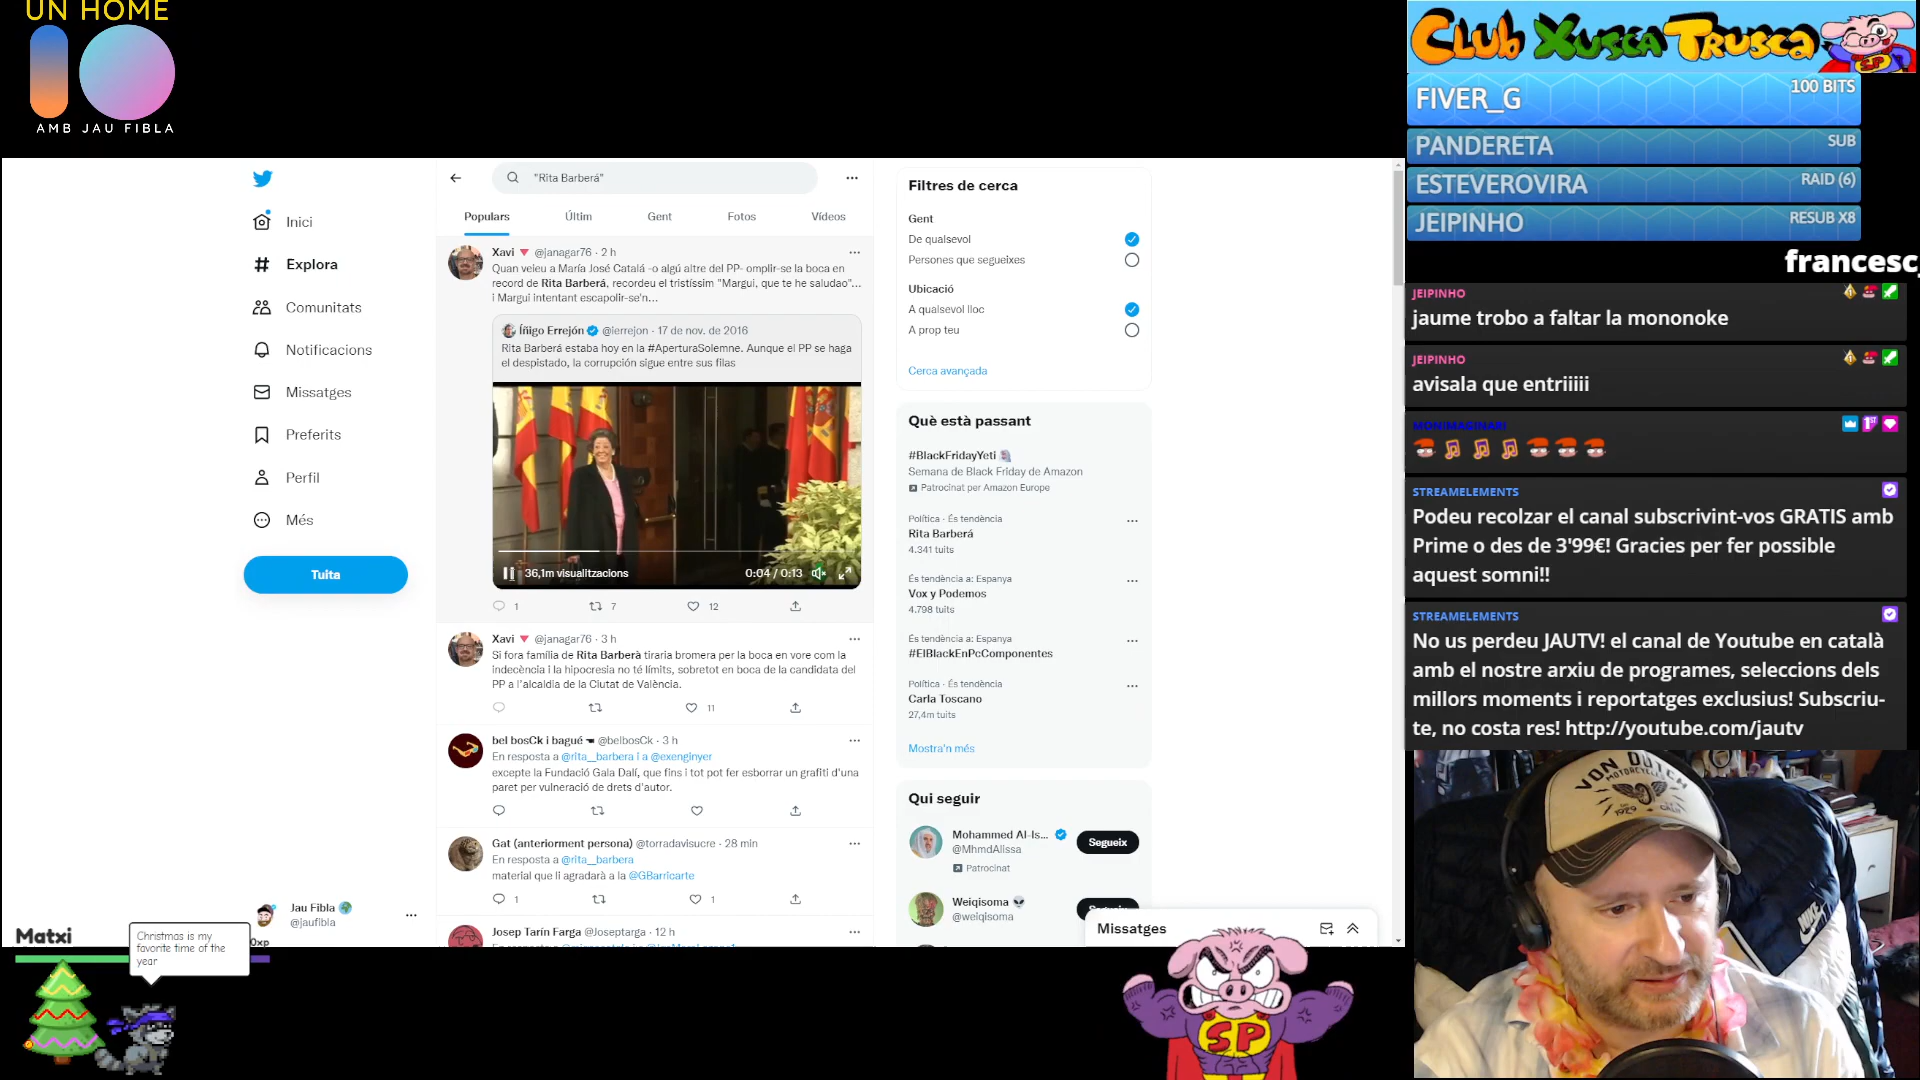 UN HOME
AMB JAU FIBLA
"Rita Barberá"
Populars
Últim
Gent
Fotos
Vídeos
Inici
Explora
Comunitats
Notificacions
Missatges
Preferits
Perfil
Més
Tuita
Jau Fibla
@jaufibla
Xavi @janagar76 · 2 h
Quan veieu a María José Catalá -o algú altre del PP- omplir-se la boca en
record de Rita Barberá, recordeu el tristíssim "Margui, que te he saludao"...
i Margui intentant escapolir-se'n...
Íñigo Errejón @ierrejon · 17 de nov. de 2016
Rita Barberá estaba hoy en la #AperturaSolemne. Aunque el PP se haga
el despistado, la corrupción sigue entre sus filas
36,1m visualitzacions
0:04 / 0:13
1
7
12
Xavi @janagar76 · 3 h
Si fora família de Rita Barberà tiraria bromera per la boca en vore com la
indecència i la hipocresia no té límits, sobretot en boca de la candidata del
PP a l'alcaldia de la Ciutat de València.
11
bel bosCk i bagué @belbosCk · 3 h
En resposta a @rita__barbera i a @exenginyer
excepte la Fundació Gala Dalí, que fins i tot pot fer esborrar un grafiti d'una
paret per vulneració de drets d'autor.
Gat (anteriorment persona) @torradavisucre · 28 min
En resposta a @rita__barbera
material que li agradarà a la @GBarricarte
1
1
Josep Tarín Farga @Joseptarga · 12 h
Filtres de cerca
Gent
De qualsevol
Persones que segueixes
Ubicació
A qualsevol lloc
A prop teu
Cerca avançada
Què està passant
#BlackFridayYeti
Semana de Black Friday de Amazon
Patrocinat per Amazon Europe
Política · És tendència
Rita Barberá
4.341 tuits
És tendència a: Espanya
Vox y Podemos
4.798 tuits
És tendència a: Espanya
#ElBlackEnPcComponentes
Política · És tendència
Carla Toscano
27,4m tuits
Mostra'n més
Qui seguir
Mohammed Al-Is...
@MhmdAlissa
Patrocinat
Segueix
Weiqisoma
@weiqisoma
Missatges
Matxi
0xp
Christmas is my
favorite time of the
year
SP
Club Xusca Trusca
SP
FIVER_G
100 BITS
PANDERETA
SUB
ESTEVEROVIRA
RAID (6)
JEIPINHO
RESUB X8
francesc
JEIPINHO
jaume trobo a faltar la mononoke
JEIPINHO
avisala que entriiiii
MONIMAGINARI
STREAMELEMENTS
Podeu recolzar el canal subscrivint-vos GRATIS amb
Prime o des de 3'99€! Gracies per fer possible
aquest somni!!
STREAMELEMENTS
No us perdeu JAUTV! el canal de Youtube en català
amb el nostre arxiu de programes, seleccions dels
millors moments i reportatges exclusius! Subscriu-
te, no costa res! http://youtube.com/jautv
VON DUTCH
MOTORCYCLES
1929
NIKE